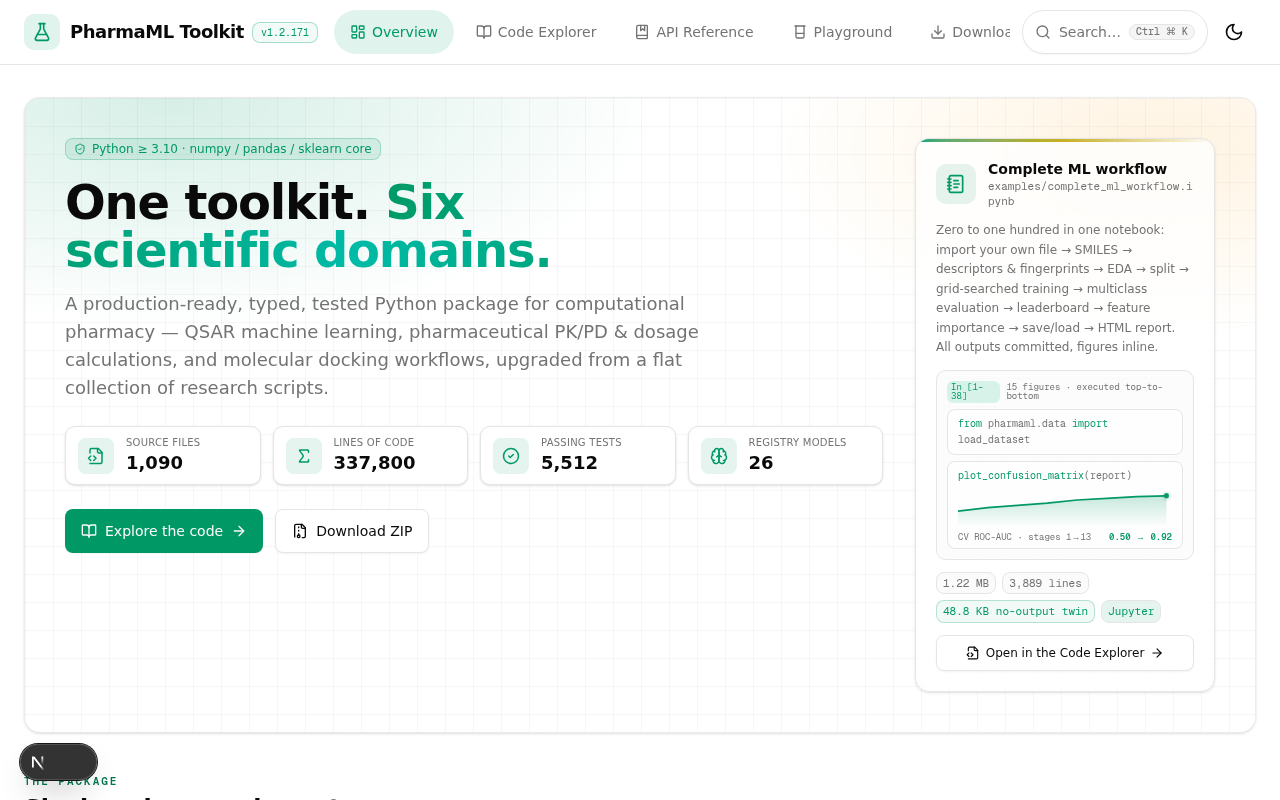 PharmaML Toolkit v1.2.171 Overview Code Explorer API Reference Playground Downloa Search... Ctrl ⌘ K
Python ≥ 3.10 · numpy / pandas / sklearn core
One toolkit. Six
scientific domains.
A production-ready, typed, tested Python package for computational
pharmacy — QSAR machine learning, pharmaceutical PK/PD & dosage
calculations, and molecular docking workflows, upgraded from a flat
collection of research scripts.
SOURCE FILES
1,090
LINES OF CODE
337,800
PASSING TESTS
5,512
REGISTRY MODELS
26
Explore the code →
Download ZIP
Complete ML workflow
examples/complete_ml_workflow.i
pynb
Zero to one hundred in one notebook:
import your own file → SMILES →
descriptors & fingerprints → EDA → split →
grid-searched training → multiclass
evaluation → leaderboard → feature
importance → save/load → HTML report.
All outputs committed, figures inline.
In [1-
38]
15 figures · executed top-to-
bottom
from pharmaml.data import
load_dataset
plot_confusion_matrix(report)
CV ROC-AUC · stages 1→13 0.50 → 0.92
1.22 MB 3,889 lines
48.8 KB no-output twin Jupyter
Open in the Code Explorer →
N
THE PACKAGE